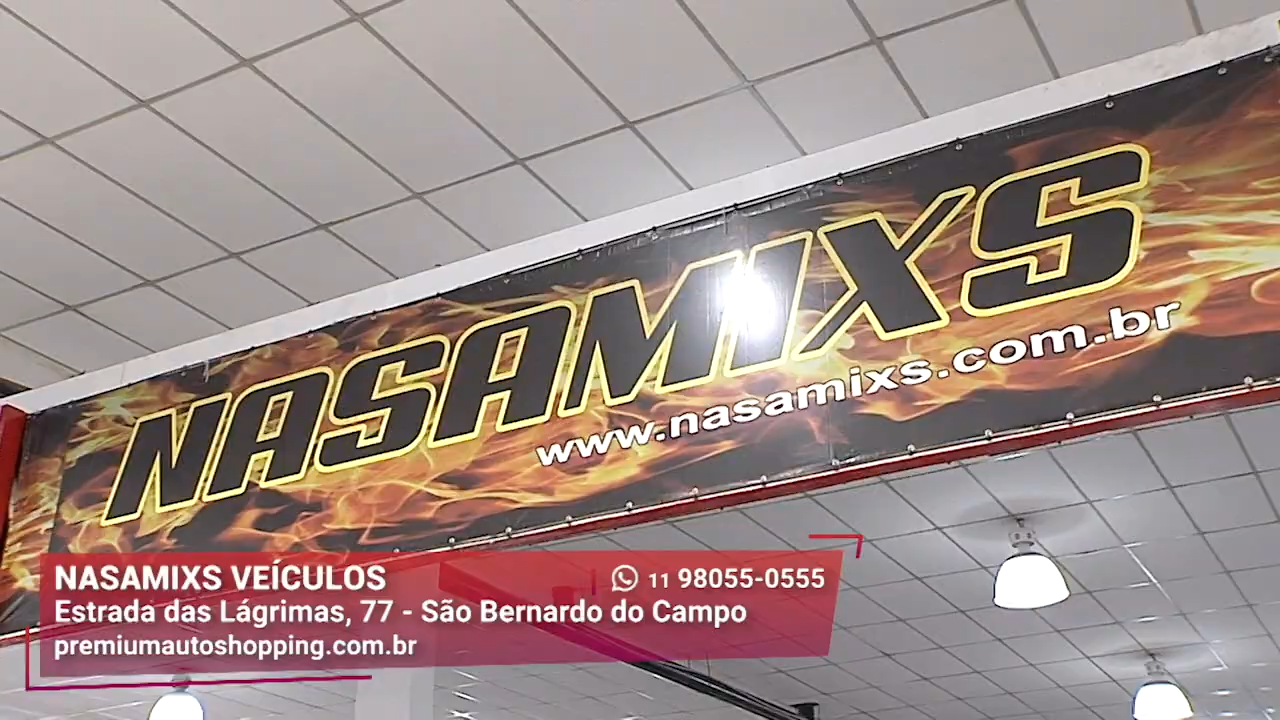 NASAMIXS
www.nasamixs.com.br
NASAMIXS VEÍCULOS
11 98055-0555
Estrada das Lágrimas, 77 - São Bernardo do Campo
premiumautoshopping.com.br